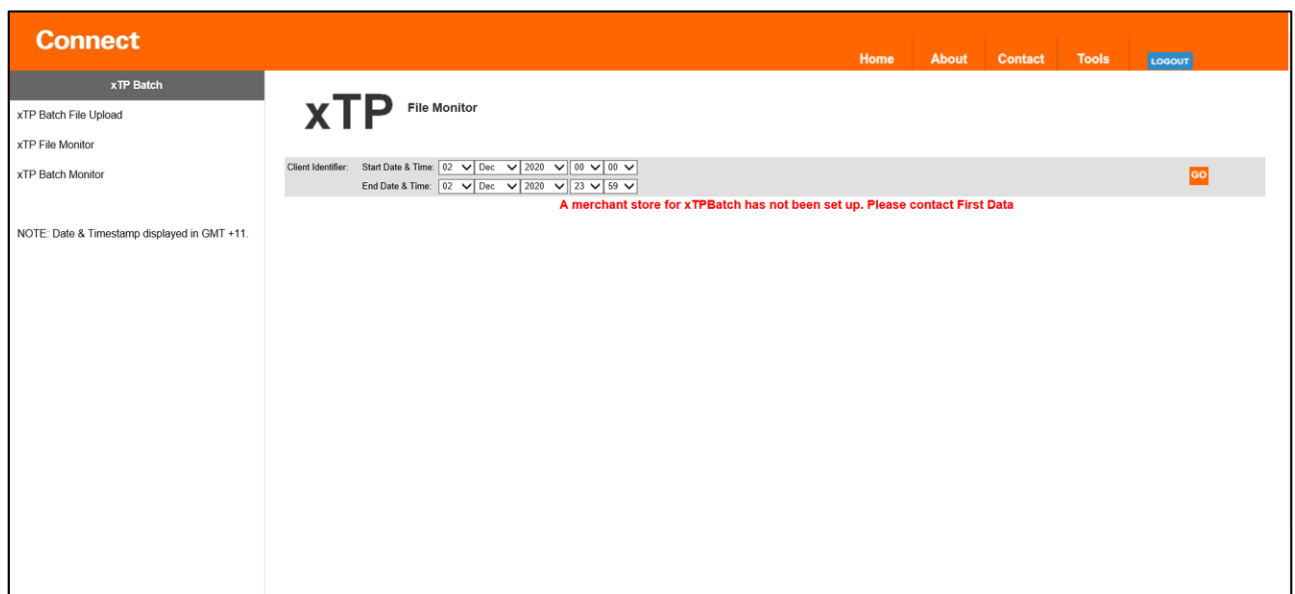 Connect
Home About Contact Tools LOGOUT
xTP Batch
xTP Batch File Upload
xTP File Monitor
xTP Batch Monitor
NOTE: Date & Timestamp displayed in GMT +11.
xTP File Monitor
Client Identifier: Start Date & Time: 02 Dec 2020 00 00
End Date & Time: 02 Dec 2020 23 59
GO
A merchant store for xTPBatch has not been set up. Please contact First Data